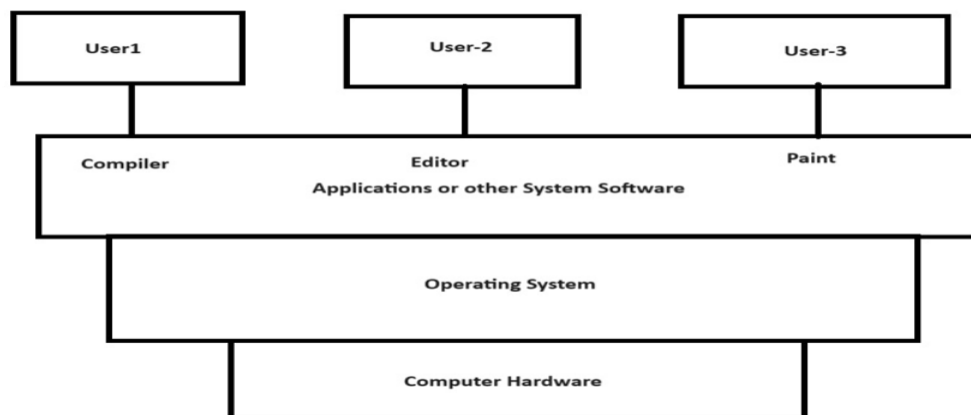 User1
User-2
User-3
Compiler
Editor
Paint
Applications or other System Software
Operating System
Computer Hardware